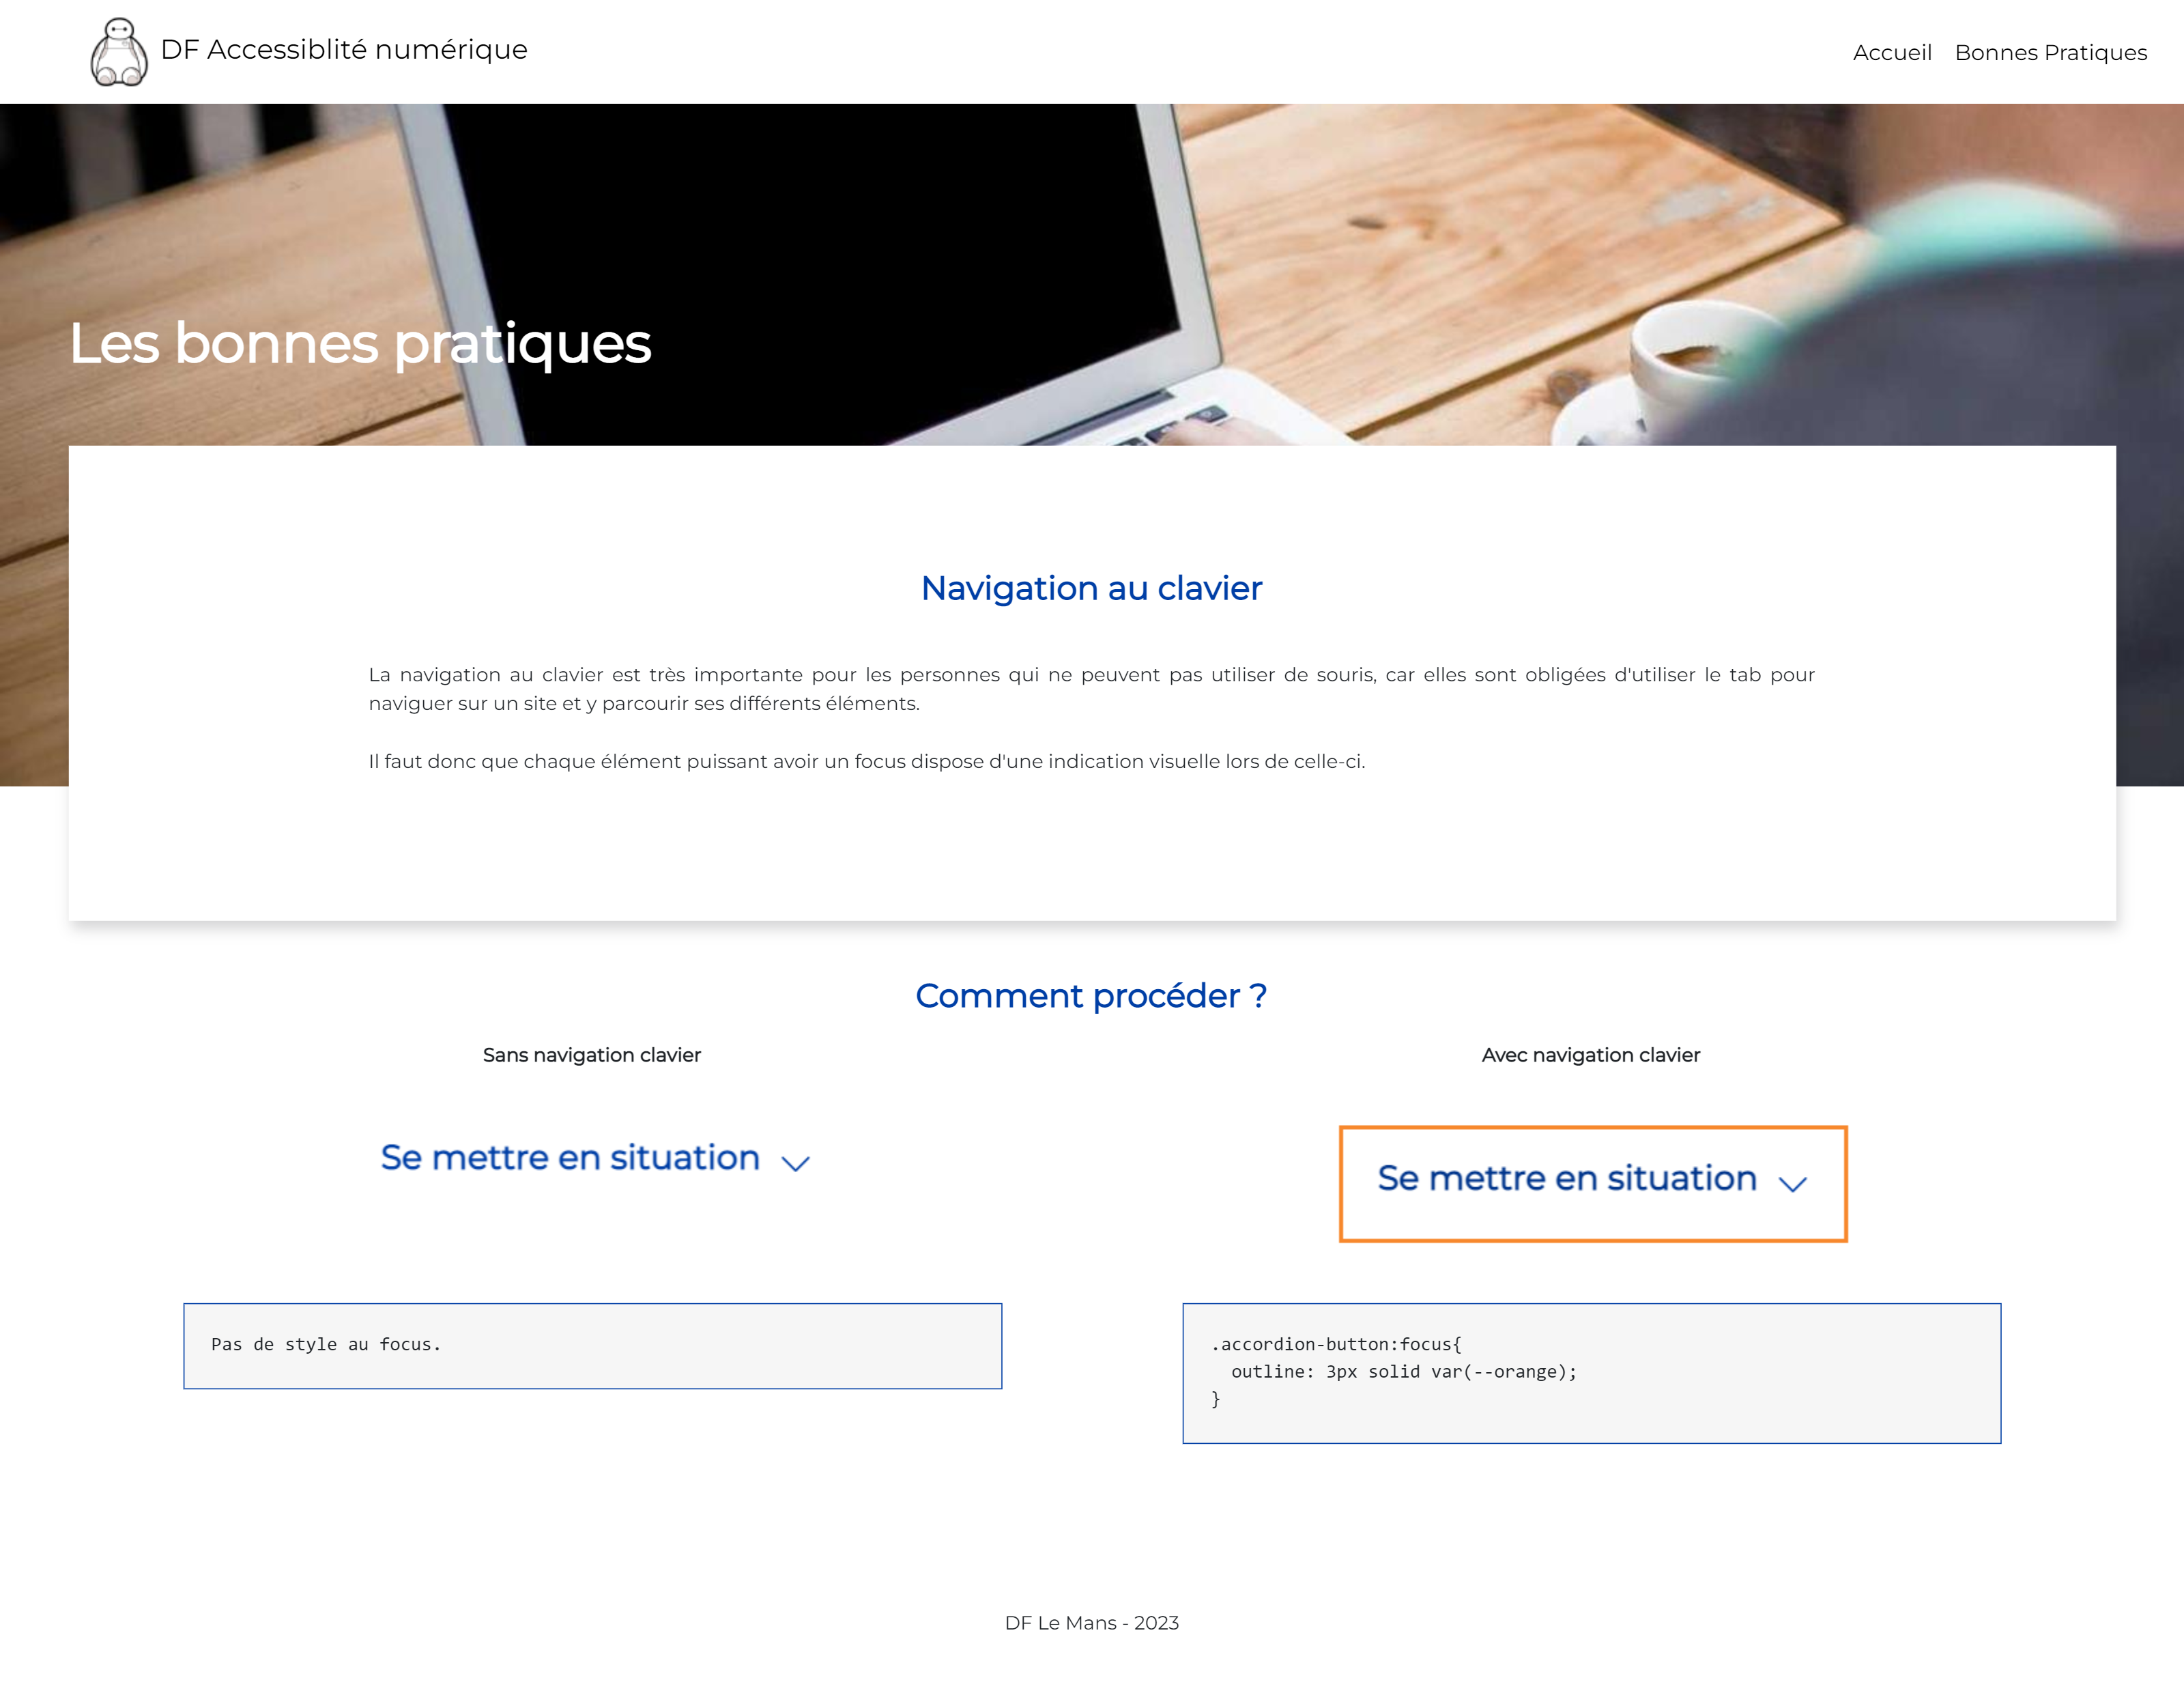 DF Accessiblité numérique
Accueil Bonnes Pratiques
Les bonnes pratiques
Navigation au clavier
La navigation au clavier est très importante pour les personnes qui ne peuvent pas utiliser de souris, car elles sont obligées d'utiliser le tab pour
naviguer sur un site et y parcourir ses différents éléments.
Il faut donc que chaque élément puissant avoir un focus dispose d'une indication visuelle lors de celle-ci.
Comment procéder ?
Sans navigation clavier
Se mettre en situation
Pas de style au focus.
Avec navigation clavier
Se mettre en situation
.accordion-button:focus{
  outline: 3px solid var(--orange);
}
DF Le Mans - 2023